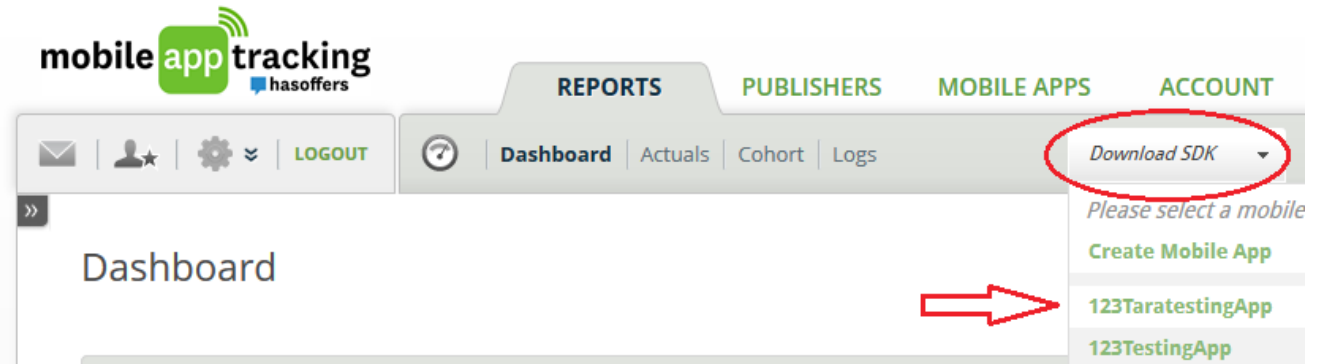 mobile app tracking
hasoffers
REPORTS PUBLISHERS MOBILE APPS ACCOUNT
LOGOUT Dashboard Actuals Cohort Logs Download SDK
Please select a mobile
Create Mobile App
Dashboard
123TaratestingApp
123TestingApp